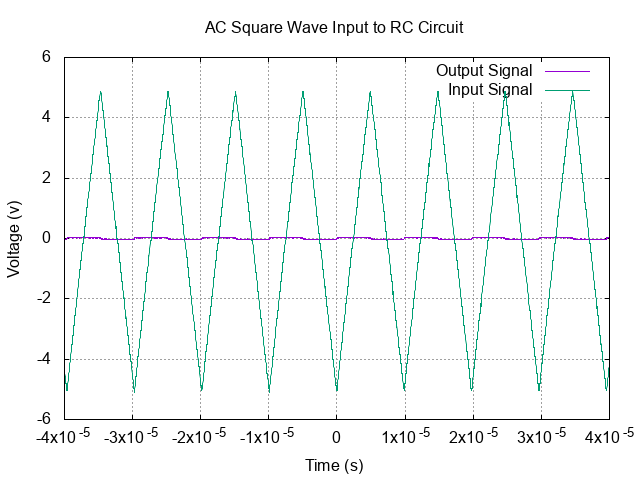 AC Square Wave Input to RC Circuit
Output Signal
Input Signal
6
4
2
0
-2
-4
-6
Voltage (v)
-4x10^-5 -3x10^-5 -2x10^-5 -1x10^-5 0 1x10^-5 2x10^-5 3x10^-5 4x10^-5
Time (s)